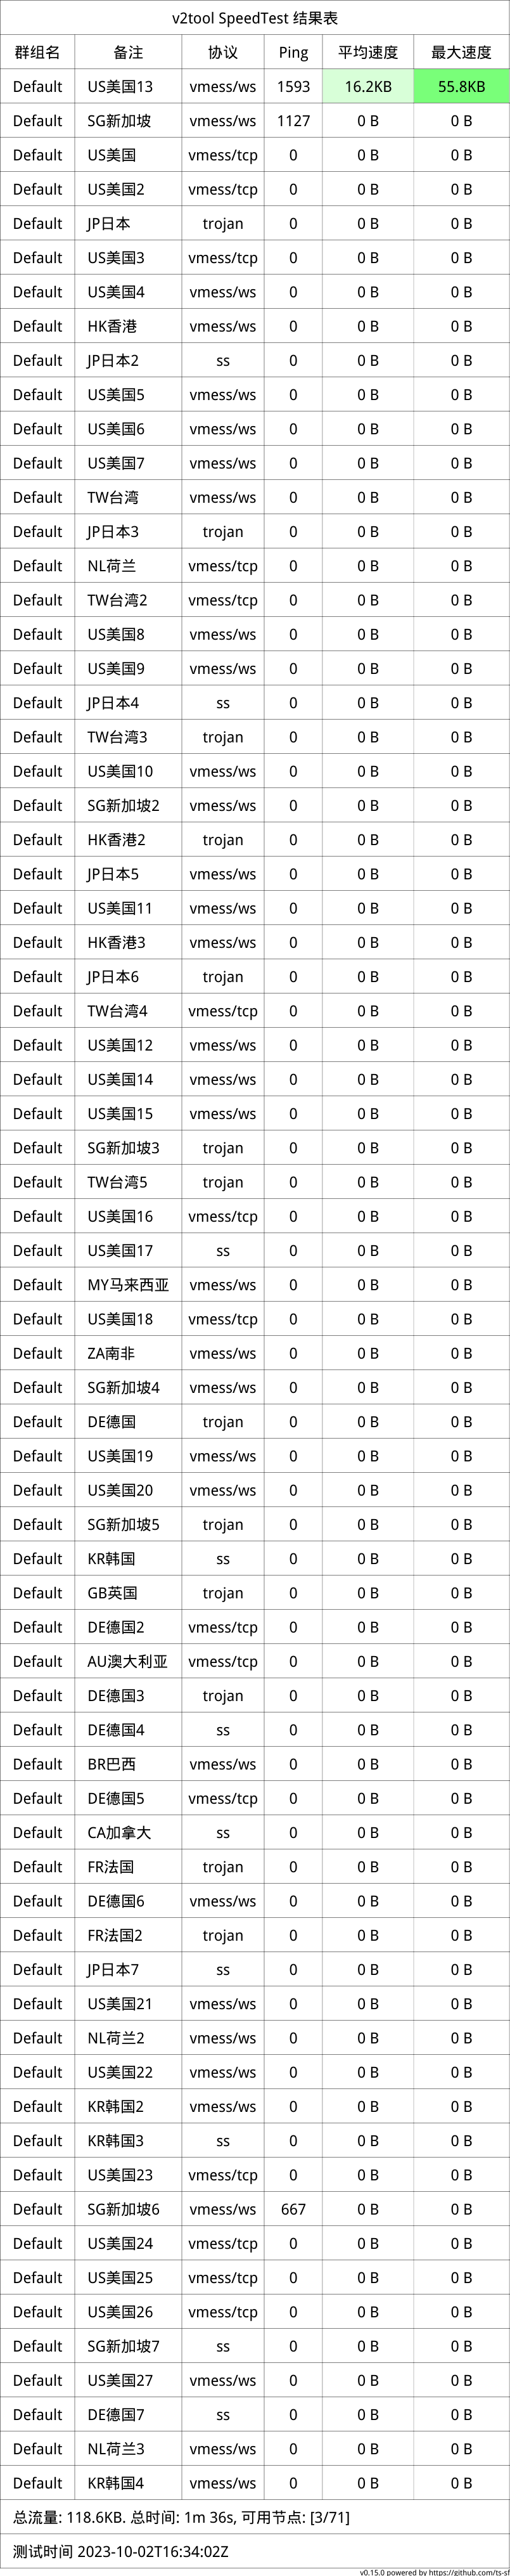 v2tool SpeedTest 结果表
群组名 备注 协议 Ping 平均速度 最大速度
Default US美国13 vmess/ws 1593 16.2KB 55.8KB
Default SG新加坡 vmess/ws 1127 0 B 0 B
Default US美国 vmess/tcp 0 0 B 0 B
Default US美国2 vmess/tcp 0 0 B 0 B
Default JP日本 trojan 0 0 B 0 B
Default US美国3 vmess/tcp 0 0 B 0 B
Default US美国4 vmess/ws 0 0 B 0 B
Default HK香港 vmess/ws 0 0 B 0 B
Default JP日本2 ss 0 0 B 0 B
Default US美国5 vmess/ws 0 0 B 0 B
Default US美国6 vmess/ws 0 0 B 0 B
Default US美国7 vmess/ws 0 0 B 0 B
Default TW台湾 vmess/ws 0 0 B 0 B
Default JP日本3 trojan 0 0 B 0 B
Default NL荷兰 vmess/tcp 0 0 B 0 B
Default TW台湾2 vmess/tcp 0 0 B 0 B
Default US美国8 vmess/ws 0 0 B 0 B
Default US美国9 vmess/ws 0 0 B 0 B
Default JP日本4 ss 0 0 B 0 B
Default TW台湾3 trojan 0 0 B 0 B
Default US美国10 vmess/ws 0 0 B 0 B
Default SG新加坡2 vmess/ws 0 0 B 0 B
Default HK香港2 trojan 0 0 B 0 B
Default JP日本5 vmess/ws 0 0 B 0 B
Default US美国11 vmess/ws 0 0 B 0 B
Default HK香港3 vmess/ws 0 0 B 0 B
Default JP日本6 trojan 0 0 B 0 B
Default TW台湾4 vmess/tcp 0 0 B 0 B
Default US美国12 vmess/ws 0 0 B 0 B
Default US美国14 vmess/ws 0 0 B 0 B
Default US美国15 vmess/ws 0 0 B 0 B
Default SG新加坡3 trojan 0 0 B 0 B
Default TW台湾5 trojan 0 0 B 0 B
Default US美国16 vmess/tcp 0 0 B 0 B
Default US美国17 ss 0 0 B 0 B
Default MY马来西亚 vmess/ws 0 0 B 0 B
Default US美国18 vmess/tcp 0 0 B 0 B
Default ZA南非 vmess/ws 0 0 B 0 B
Default SG新加坡4 vmess/ws 0 0 B 0 B
Default DE德国 trojan 0 0 B 0 B
Default US美国19 vmess/ws 0 0 B 0 B
Default US美国20 vmess/ws 0 0 B 0 B
Default SG新加坡5 trojan 0 0 B 0 B
Default KR韩国 ss 0 0 B 0 B
Default GB英国 trojan 0 0 B 0 B
Default DE德国2 vmess/tcp 0 0 B 0 B
Default AU澳大利亚 vmess/tcp 0 0 B 0 B
Default DE德国3 trojan 0 0 B 0 B
Default DE德国4 ss 0 0 B 0 B
Default BR巴西 vmess/ws 0 0 B 0 B
Default DE德国5 vmess/tcp 0 0 B 0 B
Default CA加拿大 ss 0 0 B 0 B
Default FR法国 trojan 0 0 B 0 B
Default DE德国6 vmess/ws 0 0 B 0 B
Default FR法国2 trojan 0 0 B 0 B
Default JP日本7 ss 0 0 B 0 B
Default US美国21 vmess/ws 0 0 B 0 B
Default NL荷兰2 vmess/ws 0 0 B 0 B
Default US美国22 vmess/ws 0 0 B 0 B
Default KR韩国2 vmess/ws 0 0 B 0 B
Default KR韩国3 ss 0 0 B 0 B
Default US美国23 vmess/tcp 0 0 B 0 B
Default SG新加坡6 vmess/ws 667 0 B 0 B
Default US美国24 vmess/tcp 0 0 B 0 B
Default US美国25 vmess/tcp 0 0 B 0 B
Default US美国26 vmess/tcp 0 0 B 0 B
Default SG新加坡7 ss 0 0 B 0 B
Default US美国27 vmess/ws 0 0 B 0 B
Default DE德国7 ss 0 0 B 0 B
Default NL荷兰3 vmess/ws 0 0 B 0 B
Default KR韩国4 vmess/ws 0 0 B 0 B
总流量: 118.6KB. 总时间: 1m 36s, 可用节点: [3/71]
测试时间 2023-10-02T16:34:02Z
v0.15.0 powered by https://github.com/ts-sf